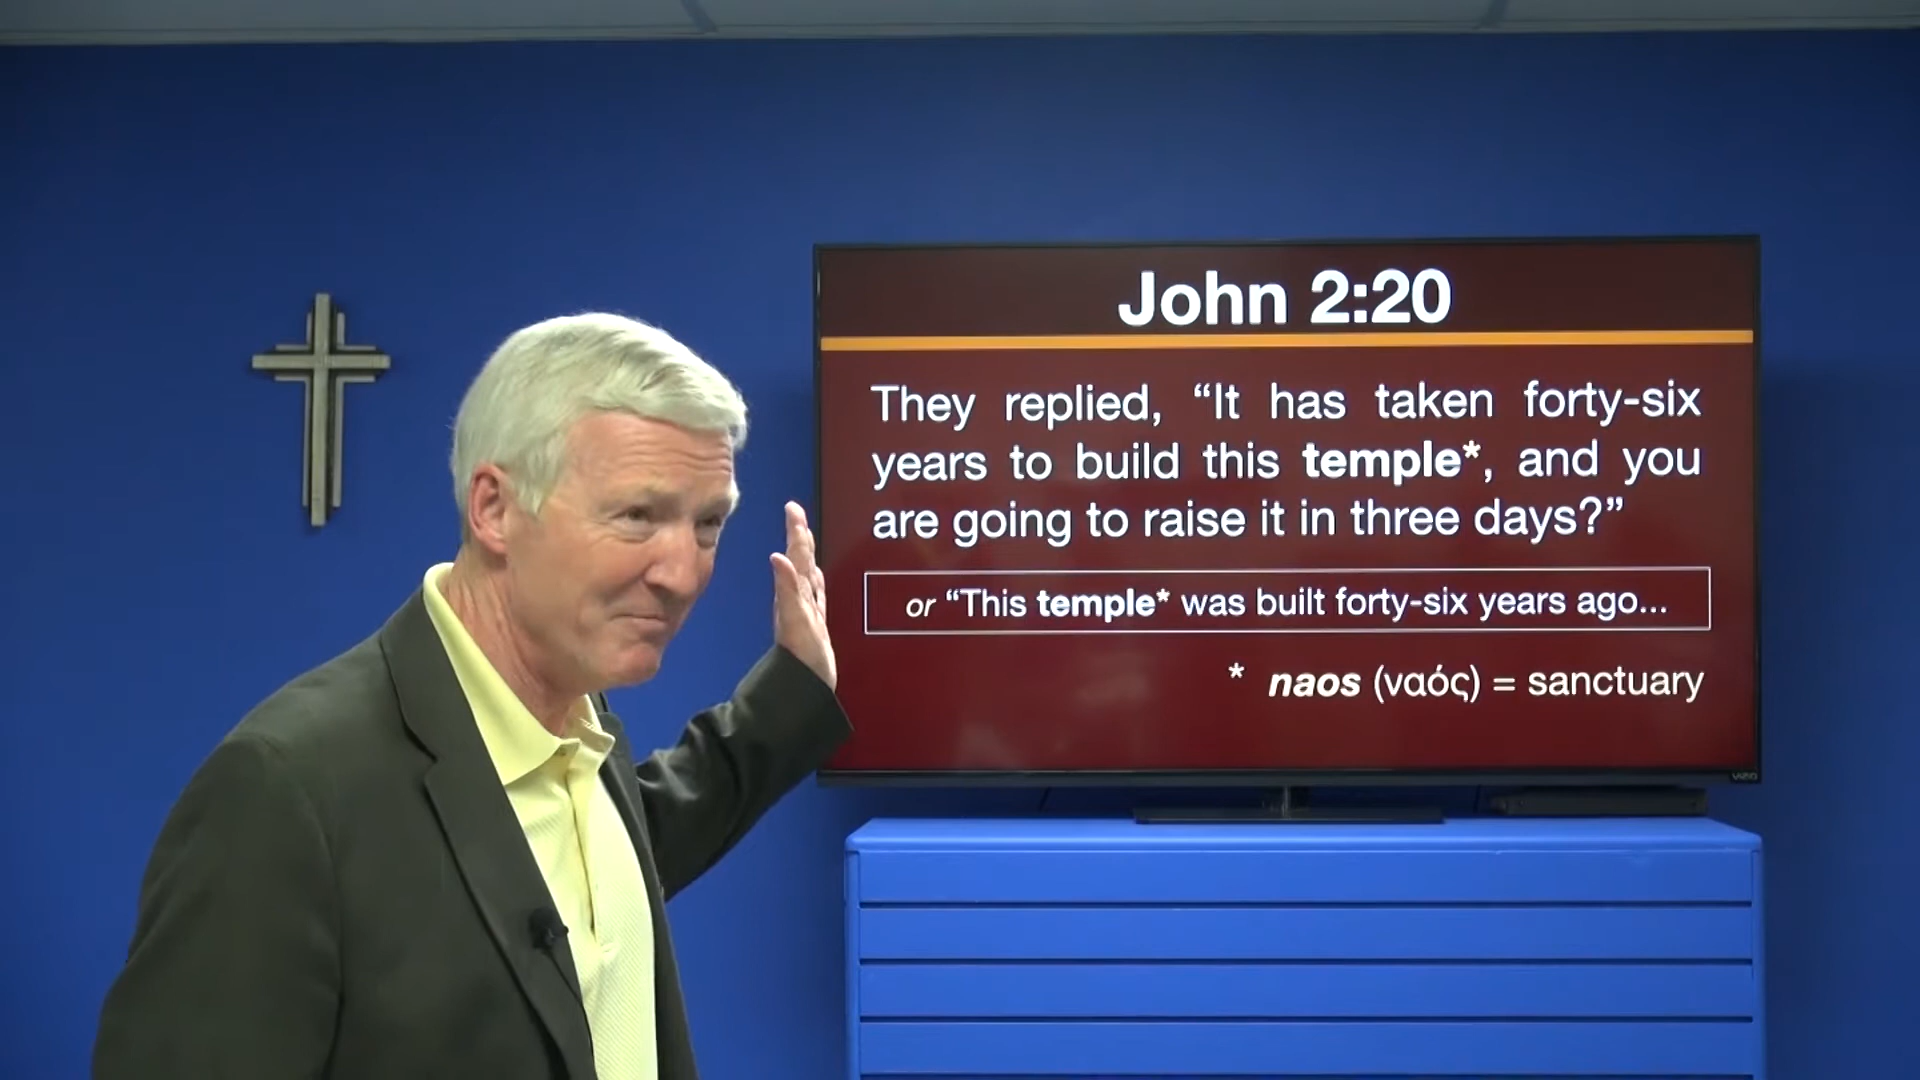 John 2:20
They replied, “It has taken forty-six
years to build this temple*, and you
are going to raise it in three days?”
or “This temple* was built forty-six years ago...
* naos (ναός) = sanctuary
VIZIO